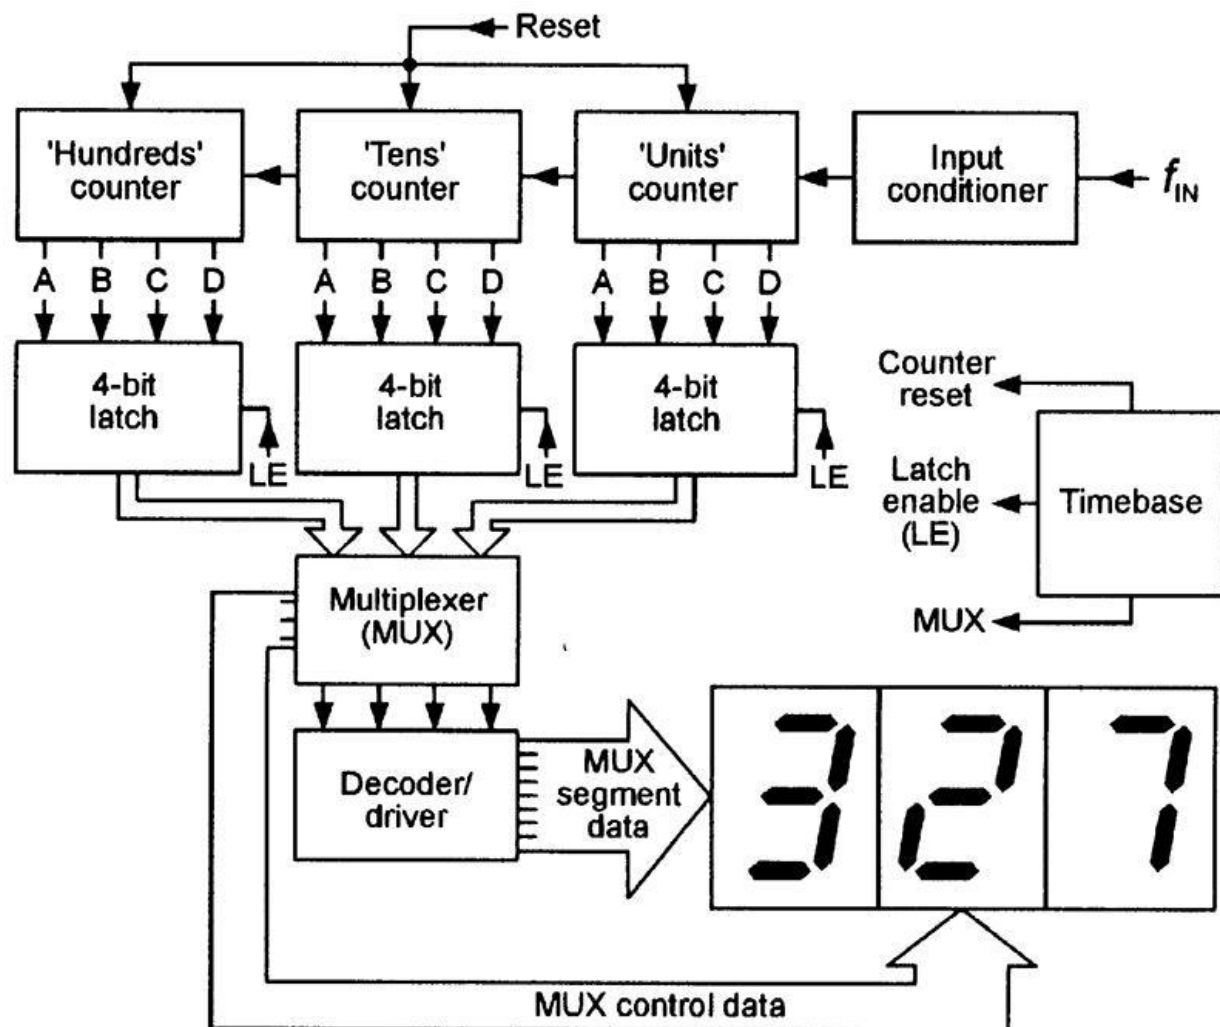 Reset
'Hundreds'
counter
'Tens'
counter
'Units'
counter
Input
conditioner
fIN
A B C D
A B C D
A B C D
4-bit
latch
LE
4-bit
latch
LE
4-bit
latch
LE
Counter
reset
Latch
enable
(LE)
Timebase
MUX
Multiplexer
(MUX)
Decoder/
driver
MUX
segment
data
327
MUX control data